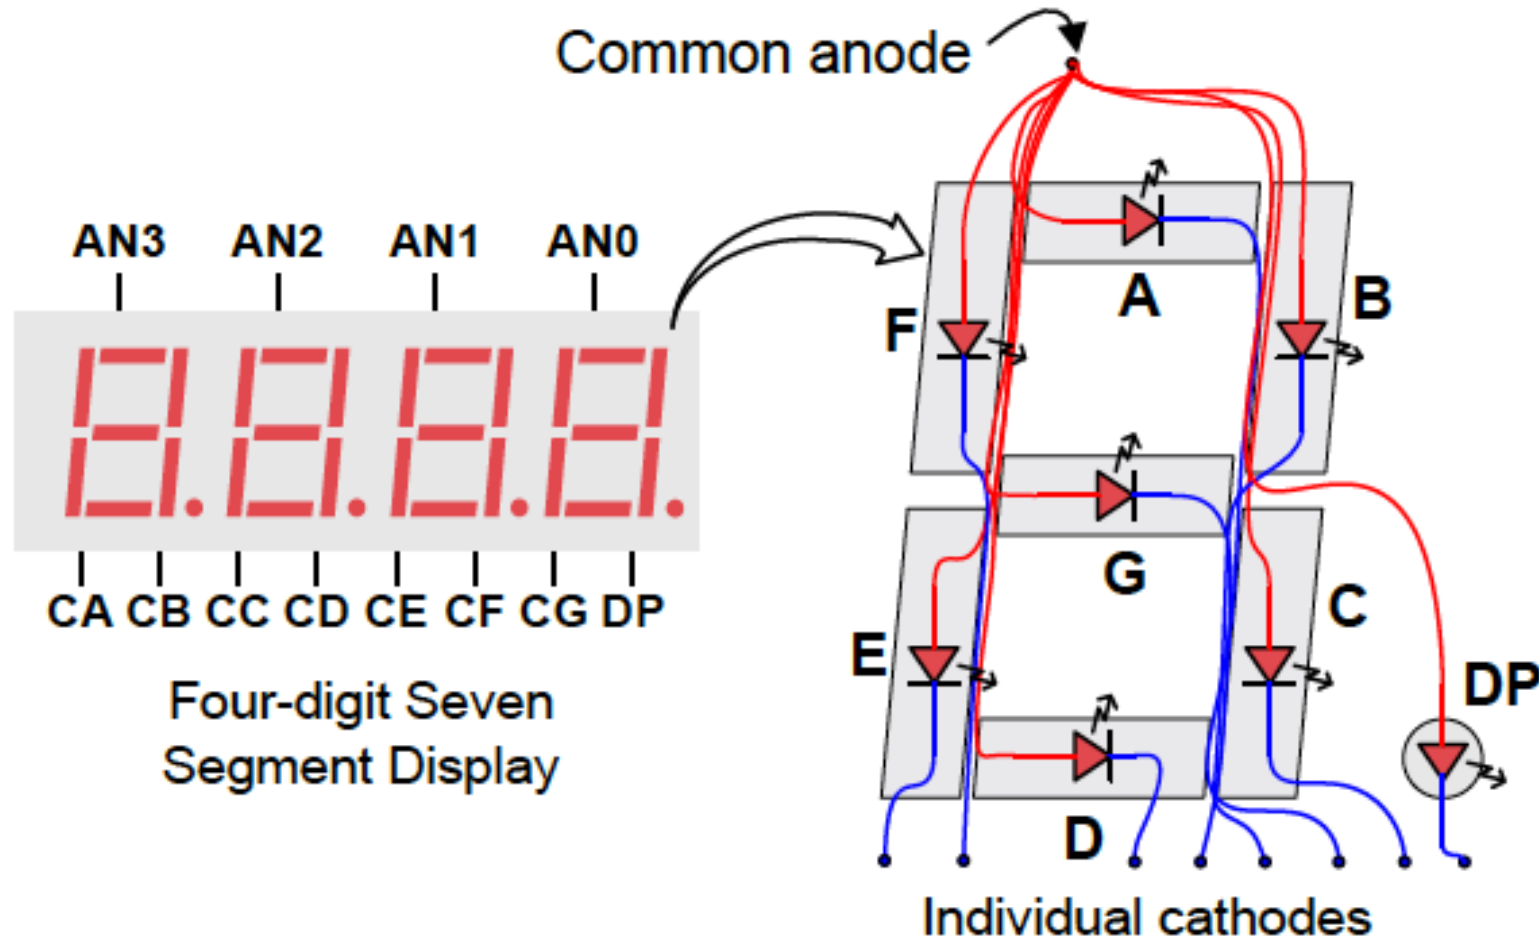 Common anode
AN3 AN2 AN1 AN0
A
B
F
G
C
E
DP
D
CA CB CC CD CE CF CG DP
Four-digit Seven
Segment Display
Individual cathodes